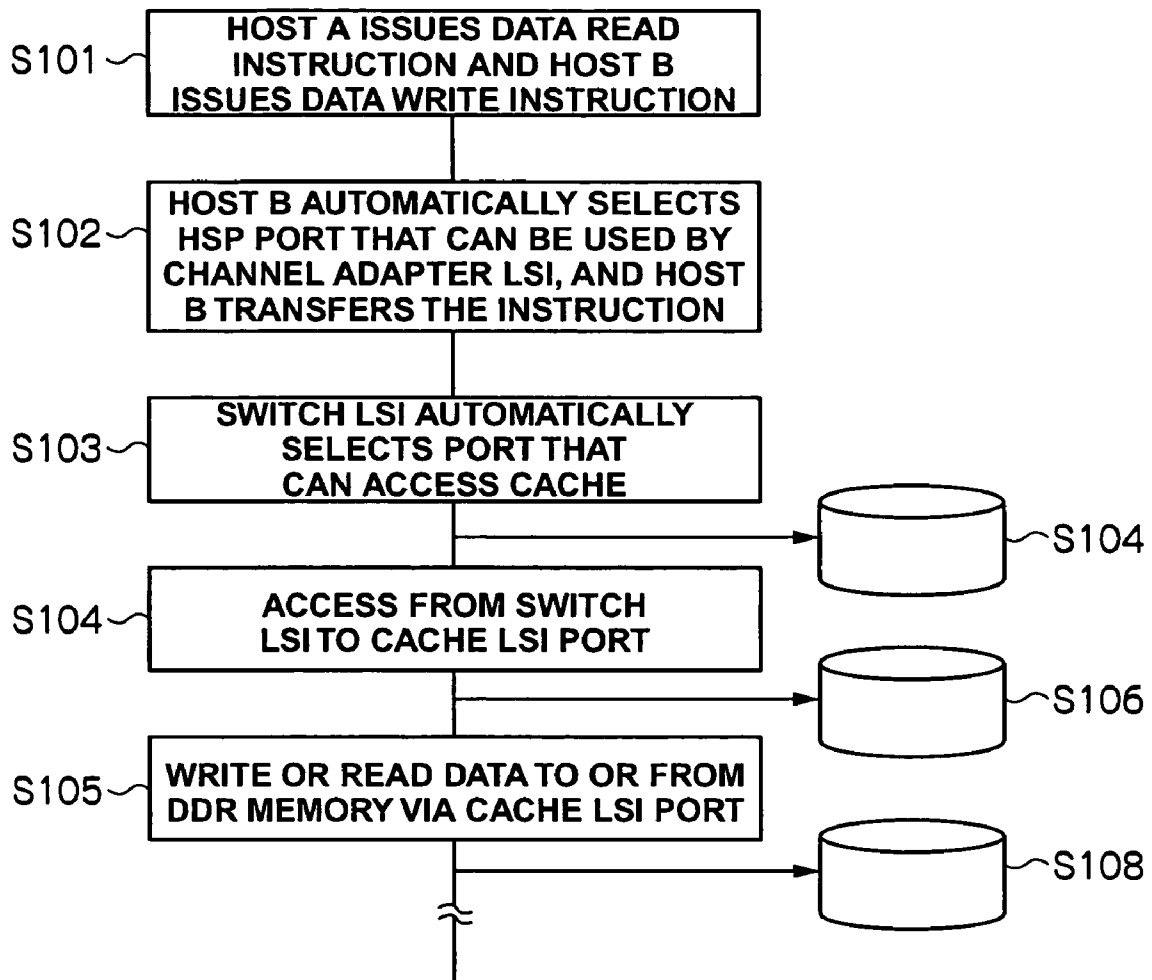 S101
HOST A ISSUES DATA READ
INSTRUCTION AND HOST B
ISSUES DATA WRITE INSTRUCTION
S102
HOST B AUTOMATICALLY SELECTS
HSP PORT THAT CAN BE USED BY
CHANNEL ADAPTER LSI, AND HOST
B TRANSFERS THE INSTRUCTION
S103
SWITCH LSI AUTOMATICALLY
SELECTS PORT THAT
CAN ACCESS CACHE
S104
S104
ACCESS FROM SWITCH
LSI TO CACHE LSI PORT
S106
S105
WRITE OR READ DATA TO OR FROM
DDR MEMORY VIA CACHE LSI PORT
S108